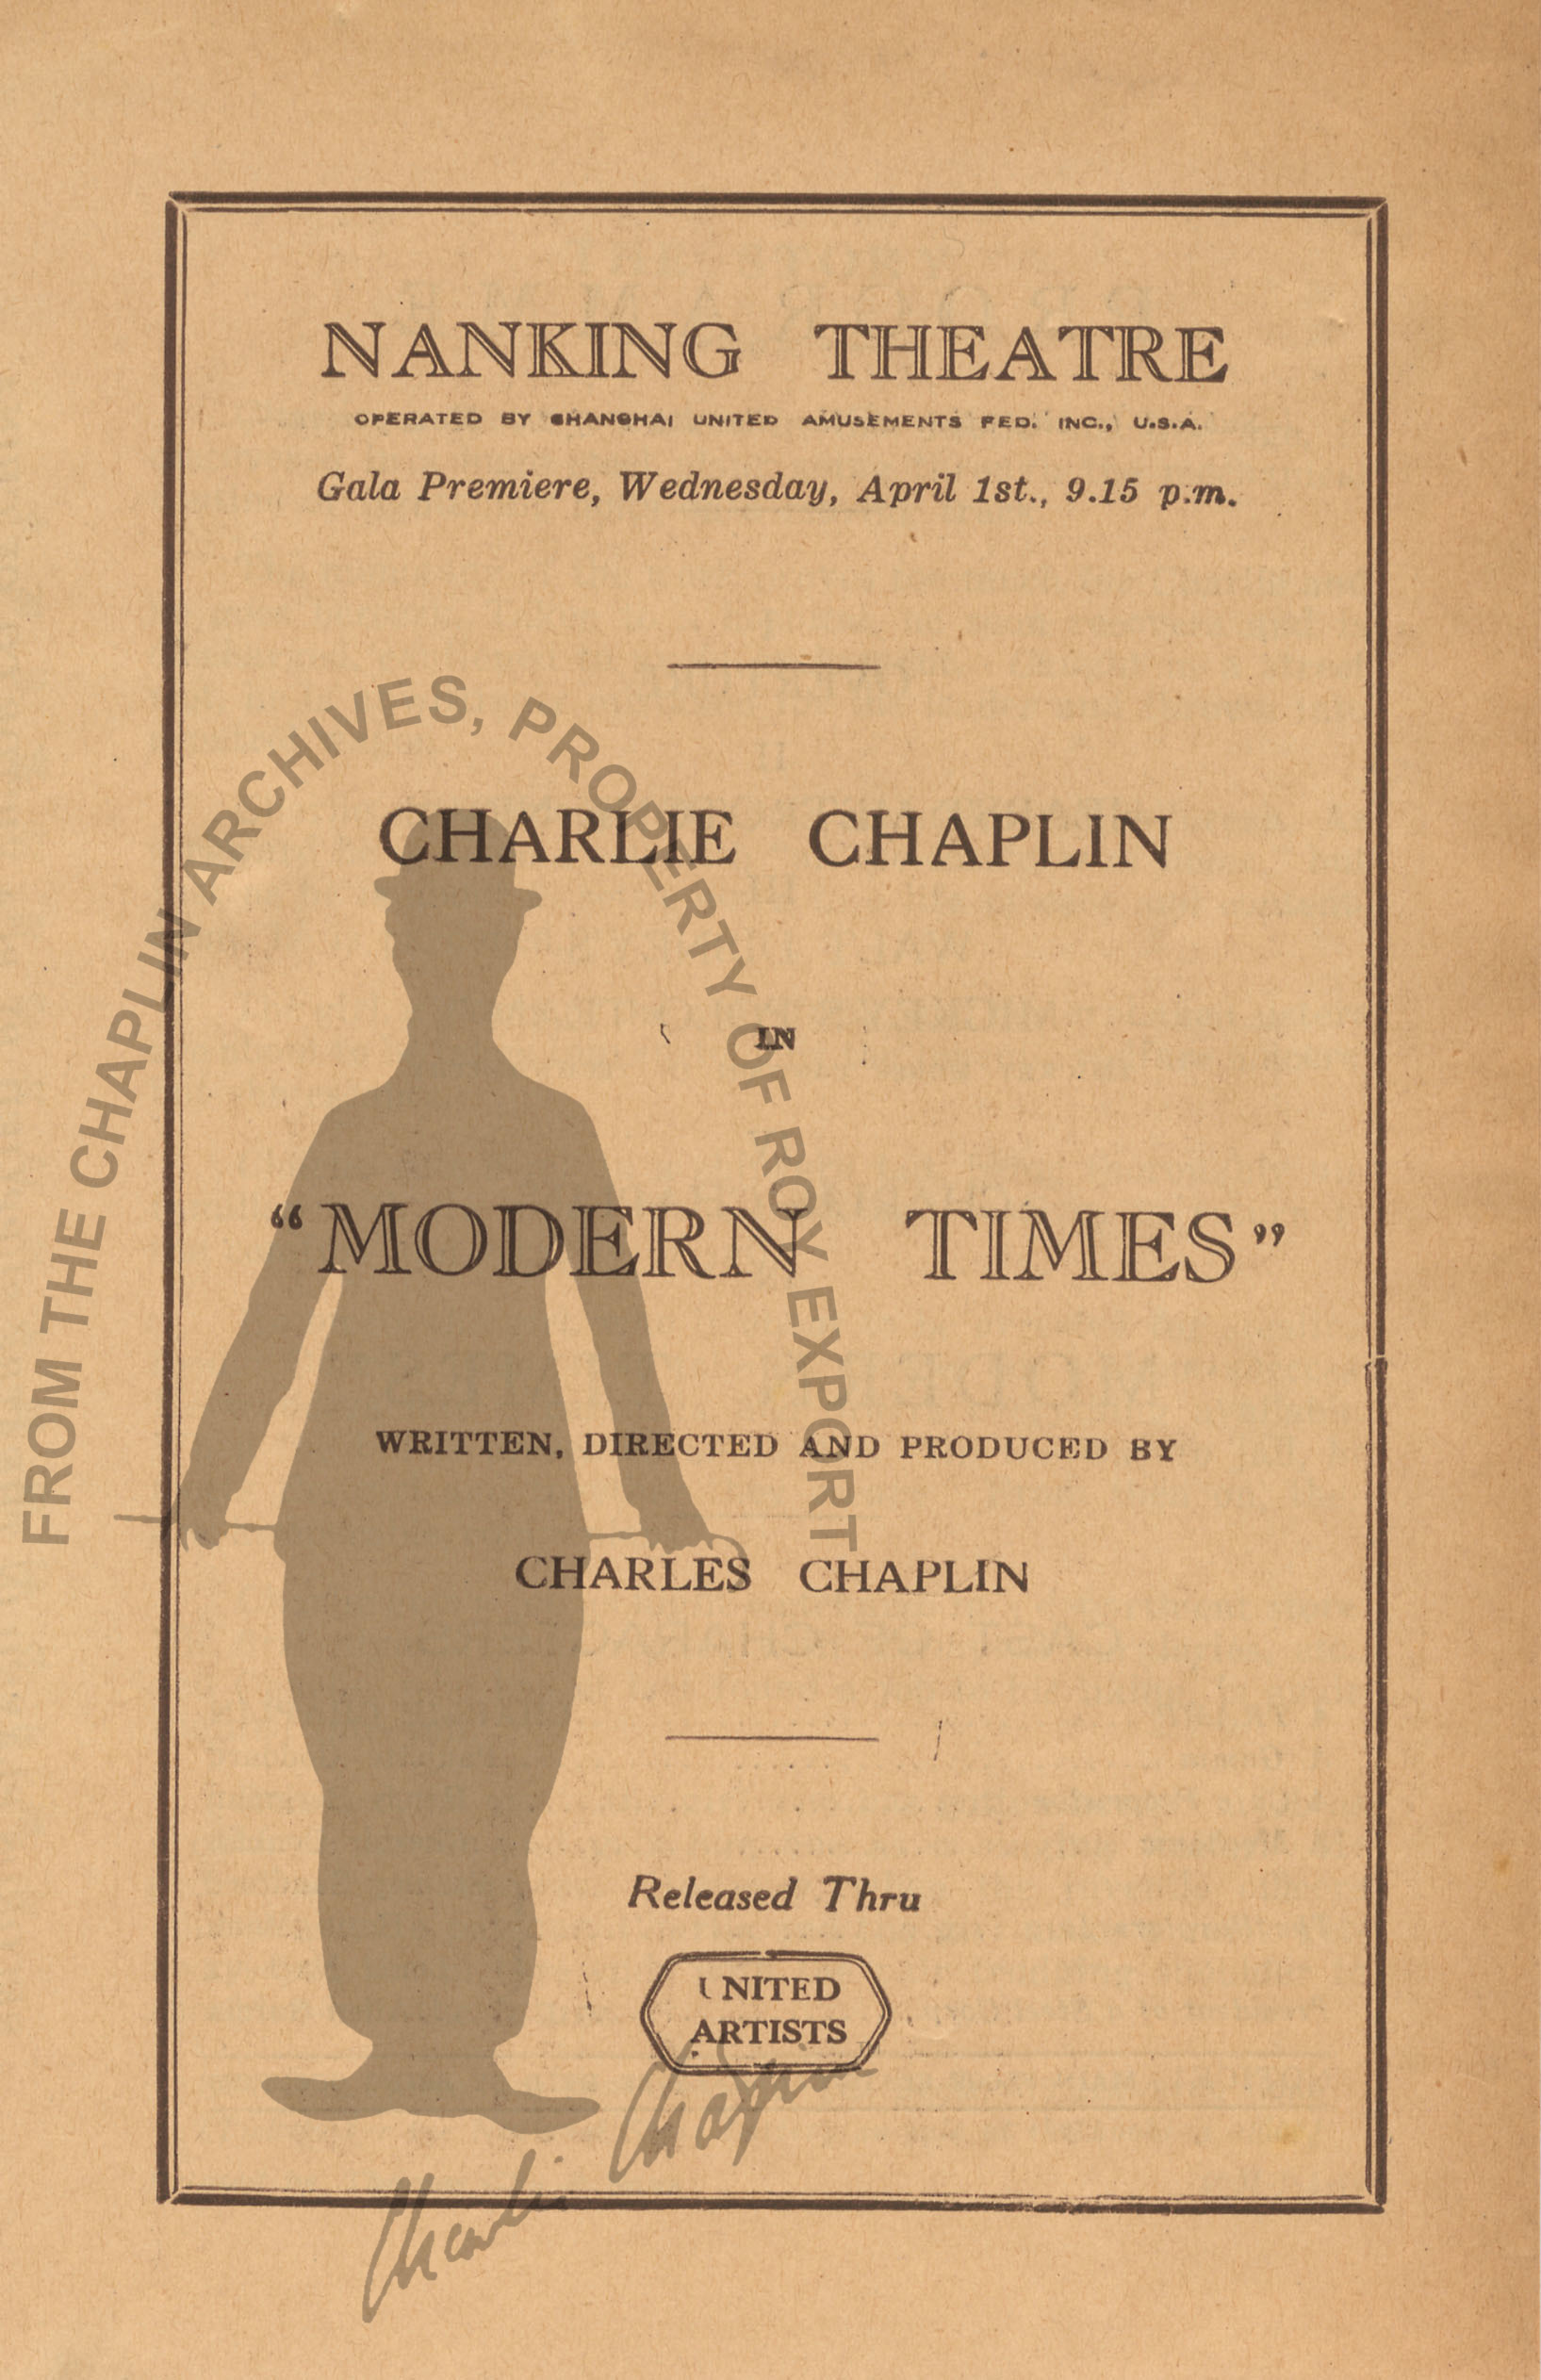 NANKING THEATRE
OPERATED BY SHANGHAI UNITED AMUSEMENTS FED. INC., U.S.A.
Gala Premiere, Wednesday, April 1st., 9.15 p.m.
CHARLIE CHAPLIN
IN
“MODERN TIMES”
WRITTEN, DIRECTED AND PRODUCED BY
CHARLES CHAPLIN
Released Thru
UNITED
ARTISTS
FROM THE CHAPLIN ARCHIVES, PROPERTY OF ROY EXPORT
Charlie Chaplin